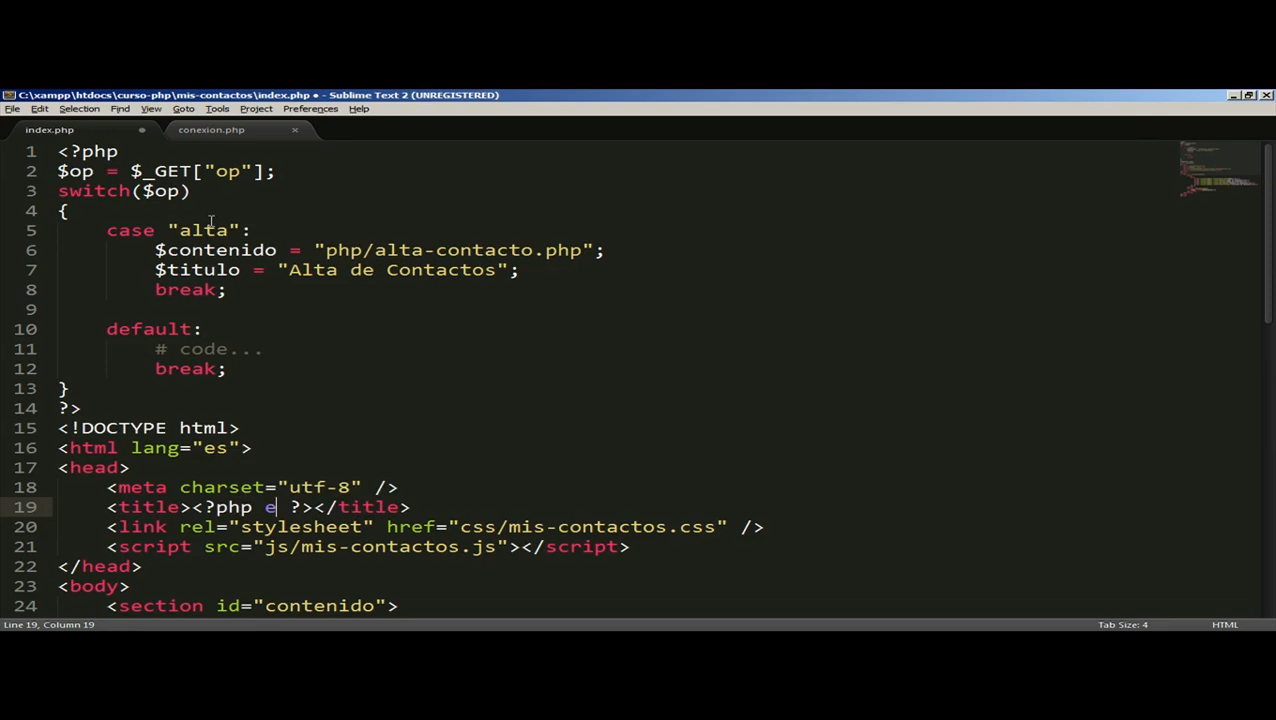 C:\xampp\htdocs\curso-php\mis-contactos\index.php • - Sublime Text 2 (UNREGISTERED)
File Edit Selection Find View Goto Tools Project Preferences Help
index.php conexion.php
1 <?php
2 $op = $_GET["op"];
3 switch($op)
4 {
5 case "alta":
6 $contenido = "php/alta-contacto.php";
7 $titulo = "Alta de Contactos";
8 break;
9
10 default:
11 # code...
12 break;
13 }
14 ?>
15 <!DOCTYPE html>
16 <html lang="es">
17 <head>
18 <meta charset="utf-8" />
19 <title><?php e ?></title>
20 <link rel="stylesheet" href="css/mis-contactos.css" />
21 <script src="js/mis-contactos.js"></script>
22 </head>
23 <body>
24 <section id="contenido">
Line 19, Column 19 Tab Size: 4 HTML